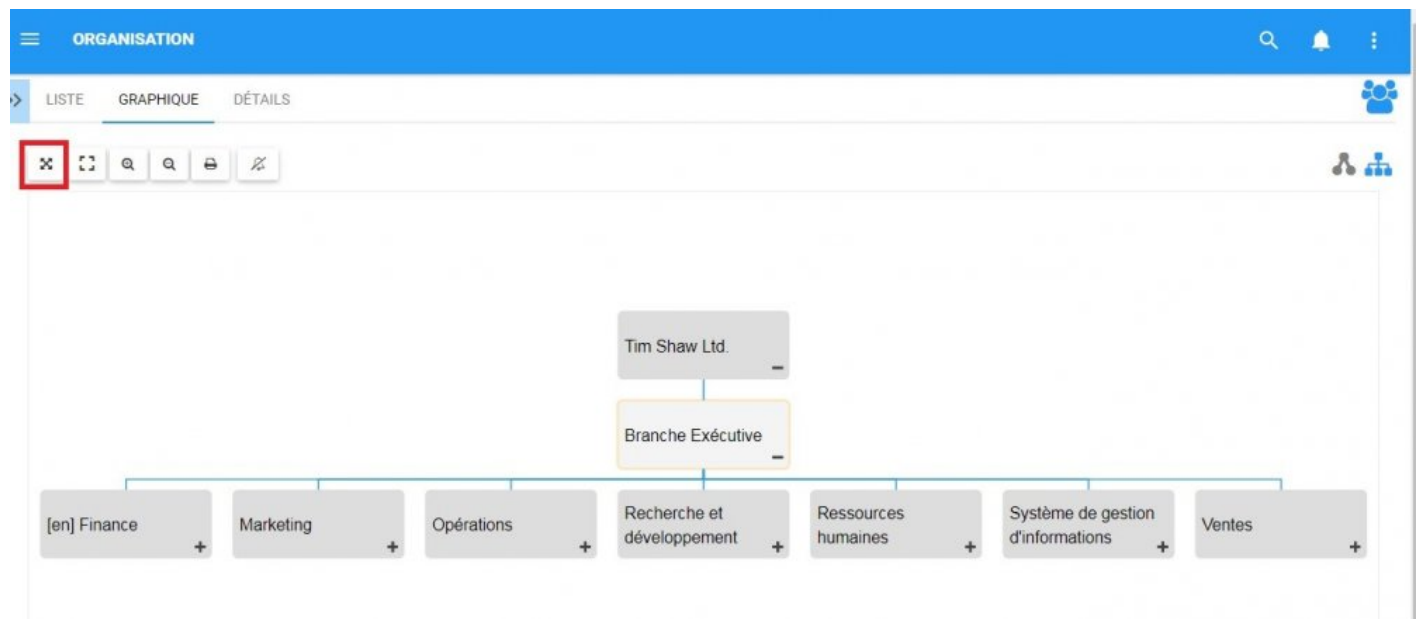 ORGANISATION
LISTE GRAPHIQUE DÉTAILS
Tim Shaw Ltd.
Branche Exécutive
[en] Finance
Marketing
Opérations
Recherche et
développement
Ressources
humaines
Système de gestion
d'informations
Ventes